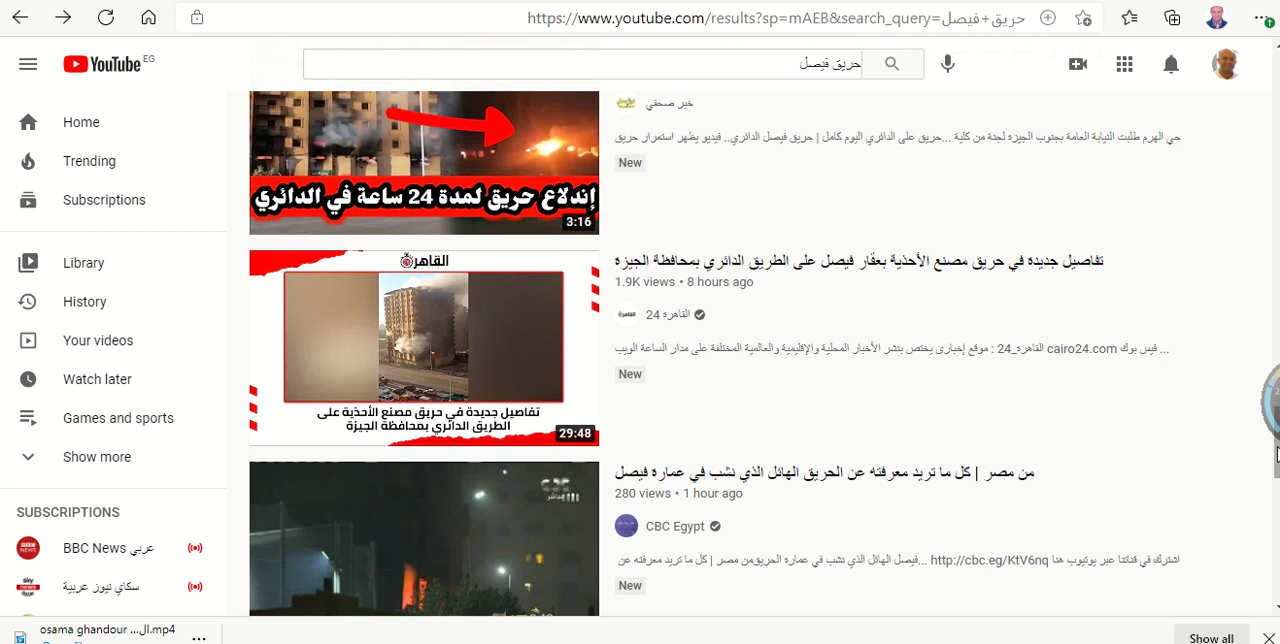 https://www.youtube.com/results?sp=mAEB&search_query=حريق+فيصل
YouTube EG
حريق فيصل
Home
Trending
Subscriptions
Library
History
Your videos
Watch later
Games and sports
Show more
SUBSCRIPTIONS
BBC News عربي
سكاي نيوز عربية
إندلاع حريق لمدة 24 ساعة في الدائري
3:16
خبر صحفي
حي الهرم طلبت النيابة العامة بجنوب الجيزة لجنة من كلية ...حريق على الدائري اليوم كامل | حريق فيصل الدائري.. فيديو يظهر استمرار حريق
New
القاهرة
تفاصيل جديدة في حريق مصنع الأحذية على
الطريق الدائري بمحافظة الجيزة
29:48
تفاصيل جديدة في حريق مصنع الأحذية بعقار فيصل على الطريق الدائري بمحافظة الجيزة
1.9K views • 8 hours ago
القاهرة 24
القاهرة_24 : موقع إخباري يختص بنشر الأخبار المحلية والإقليمية والعالمية المختلفة على مدار الساعة الويب cairo24.com فيس بوك ...
New
cbc
مباشر
من مصر | كل ما تريد معرفته عن الحريق الهائل الذي نشب في عمارة فيصل
280 views • 1 hour ago
CBC Egypt
اشترك في قناتنا عبر يوتيوب هنا http://cbc.eg/KtV6nq ...فيصل الهائل الذي نشب في عمارة الحريقمن مصر | كل ما تريد معرفته عن
New
osama ghandour ...ال.mp4
Show all